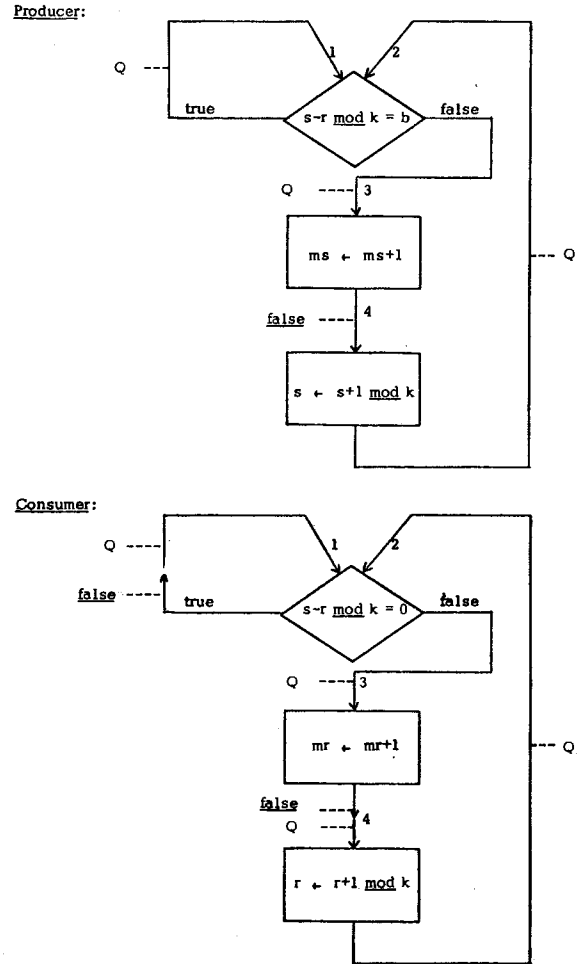 Producer:
1
2
Q
true
s-r mod k = b
false
Q
3
ms ← ms+1
Q
false
4
s ← s+1 mod k
Consumer:
1
2
Q
false
true
s-r mod k = 0
false
Q
3
mr ← mr+1
Q
false
Q
4
r ← r+1 mod k